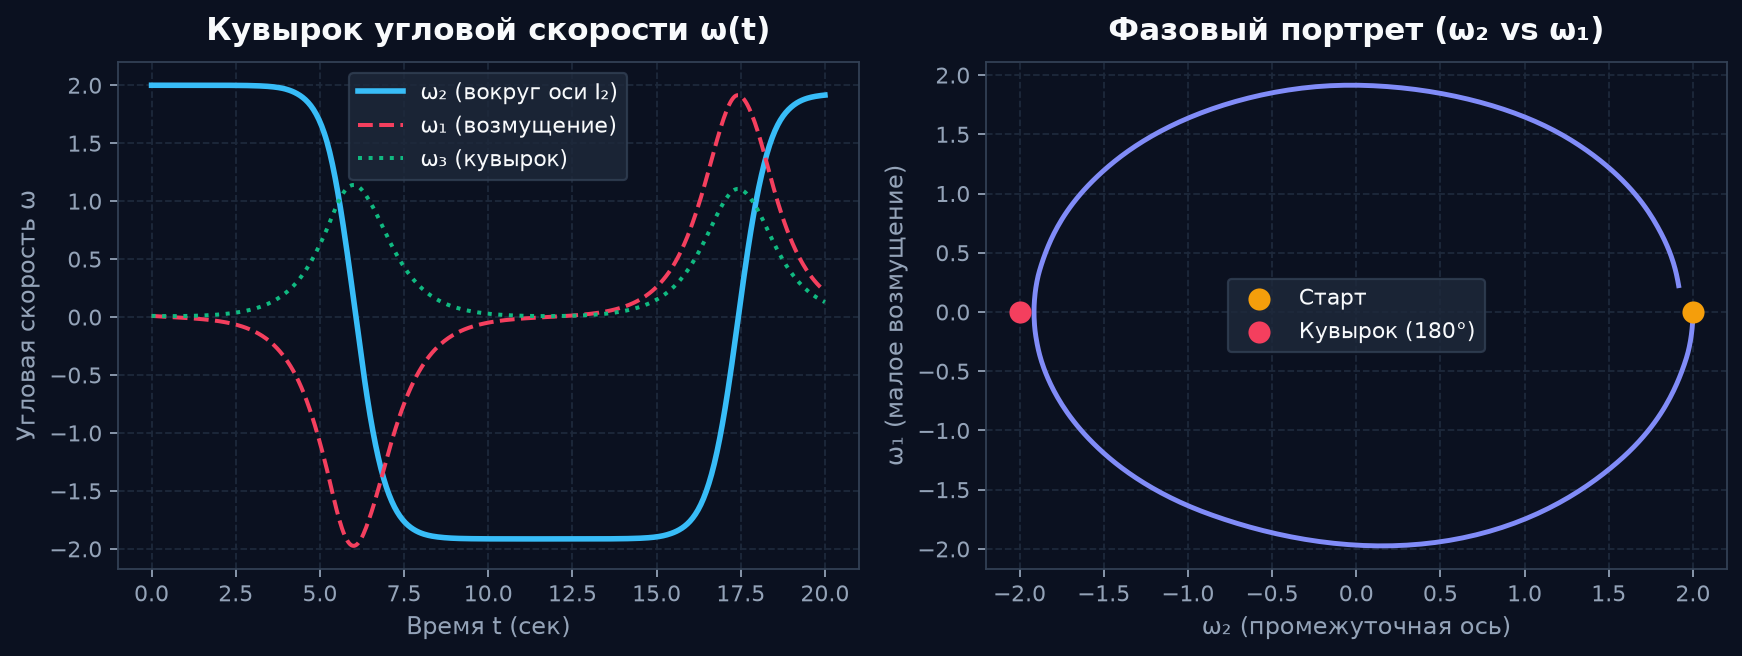 Кувырок угловой скорости ω(t)
Угловая скорость ω
2.0
1.5
1.0
0.5
0.0
−0.5
−1.0
−1.5
−2.0
ω₂ (вокруг оси I₂)
ω₁ (возмущение)
ω₃ (кувырок)
0.0 2.5 5.0 7.5 10.0 12.5 15.0 17.5 20.0
Время t (сек)
Фазовый портрет (ω₂ vs ω₁)
ω₁ (малое возмущение)
2.0
1.5
1.0
0.5
0.0
−0.5
−1.0
−1.5
−2.0
Старт
Кувырок (180°)
−2.0 −1.5 −1.0 −0.5 0.0 0.5 1.0 1.5 2.0
ω₂ (промежуточная ось)